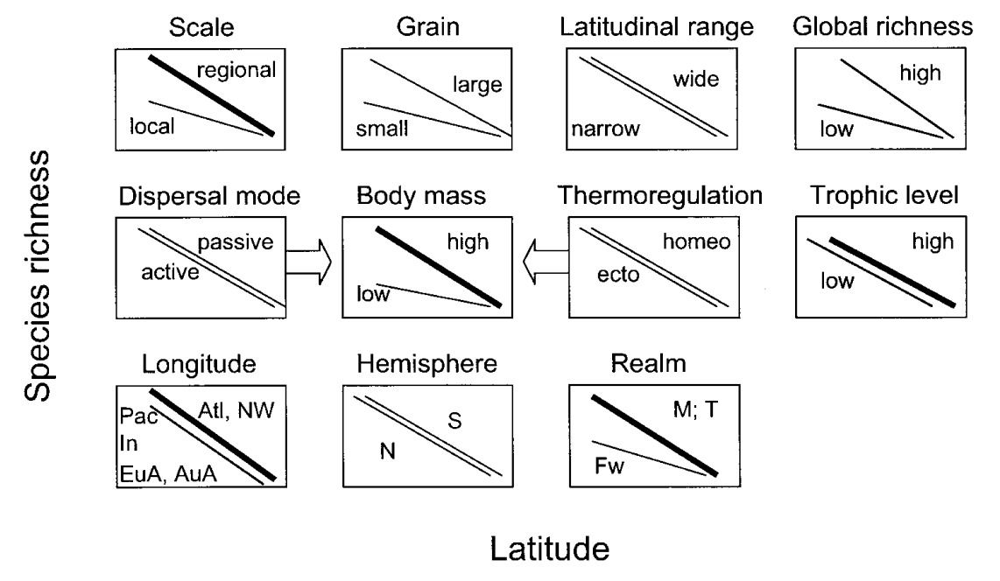 Scale
Grain
Latitudinal range
Global richness
regional
local
large
small
wide
narrow
high
low
Species richness
Dispersal mode
Body mass
Thermoregulation
Trophic level
passive
active
high
low
homeo
ecto
high
low
Longitude
Hemisphere
Realm
Pac
Atl, NW
In
EuA, AuA
S
N
M; T
Fw
Latitude